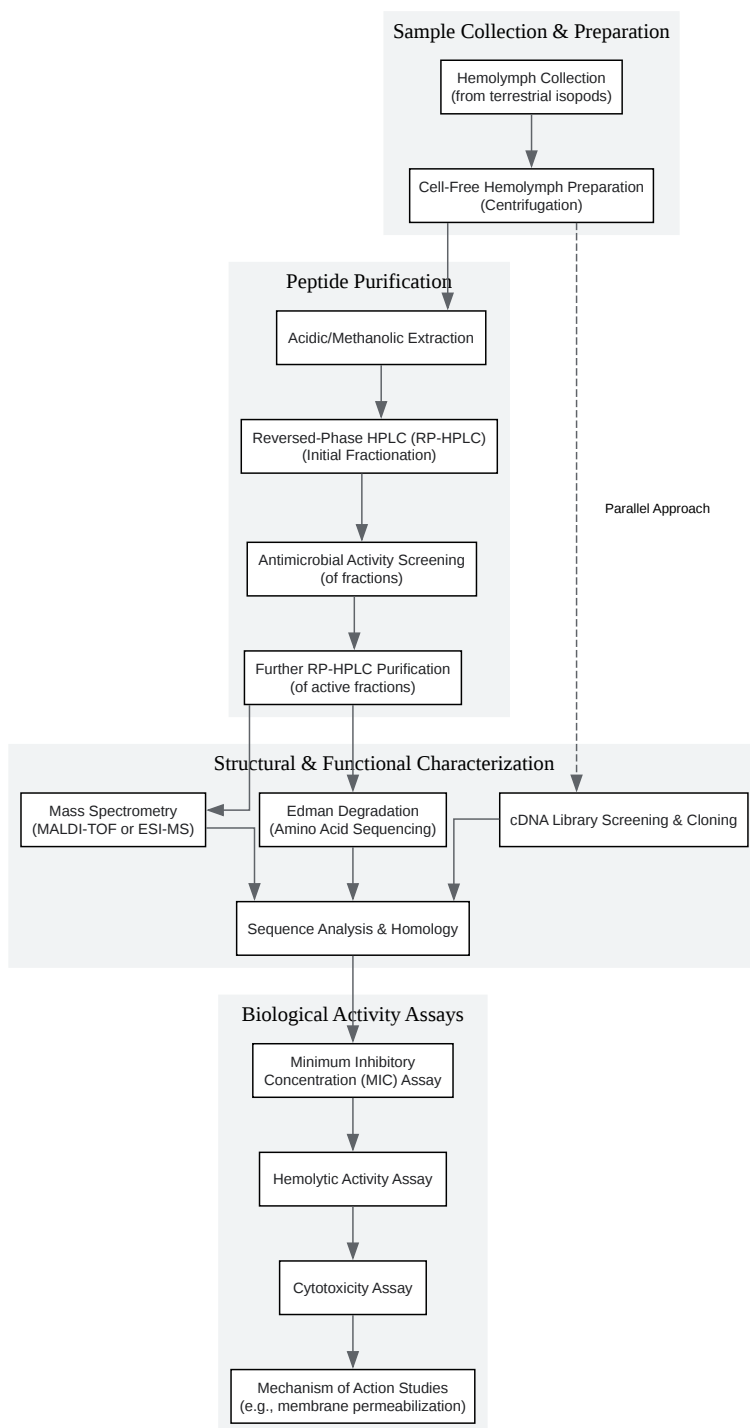 Sample Collection & Preparation
Hemolymph Collection
(from terrestrial isopods)
Cell-Free Hemolymph Preparation
(Centrifugation)
Peptide Purification
Acidic/Methanolic Extraction
Reversed-Phase HPLC (RP-HPLC)
(Initial Fractionation)
Parallel Approach
Antimicrobial Activity Screening
(of fractions)
Further RP-HPLC Purification
(of active fractions)
Structural & Functional Characterization
Mass Spectrometry
(MALDI-TOF or ESI-MS)
Edman Degradation
(Amino Acid Sequencing)
cDNA Library Screening & Cloning
Sequence Analysis & Homology
Biological Activity Assays
Minimum Inhibitory
Concentration (MIC) Assay
Hemolytic Activity Assay
Cytotoxicity Assay
Mechanism of Action Studies
(e.g., membrane permeabilization)